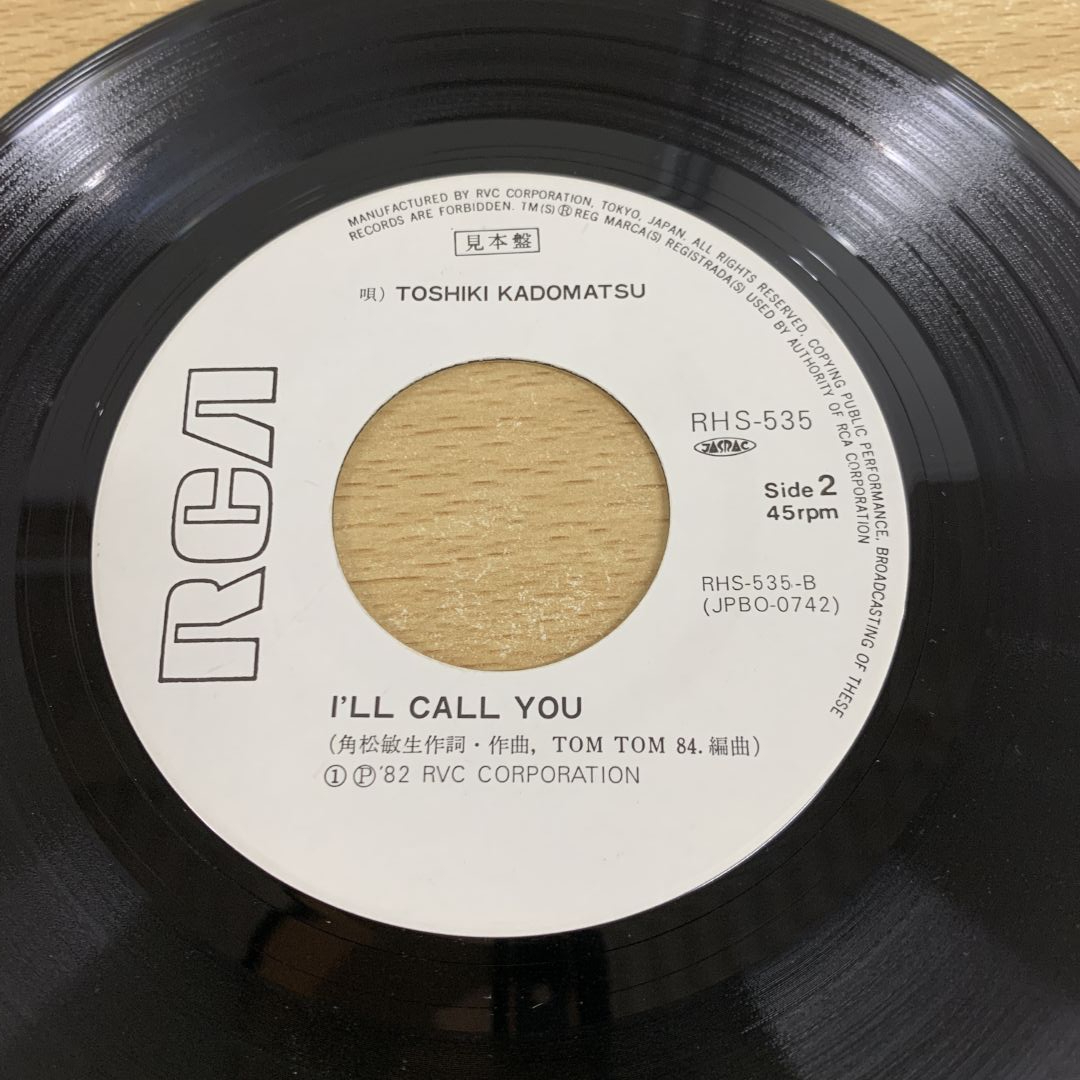 MANUFACTURED BY RVC CORPORATION, TOKYO, JAPAN. ALL RIGHTS RESERVED. COPYING PUBLIC PERFORMANCE, BROADCASTING OF THESE
RECORDS ARE FORBIDDEN. TM(S) ® REG MARCA(S) REGISTRADA(S) USED BY AUTHORITY OF RCA CORPORATION
見本盤
唄) TOSHIKI KADOMATSU
RCA
RHS-535
JASRAC
Side 2
45rpm
RHS-535-B
(JPBO-0742)
I'LL CALL YOU
(角松敏生作詞・作曲, TOM TOM 84. 編曲)
① Ⓟ '82 RVC CORPORATION